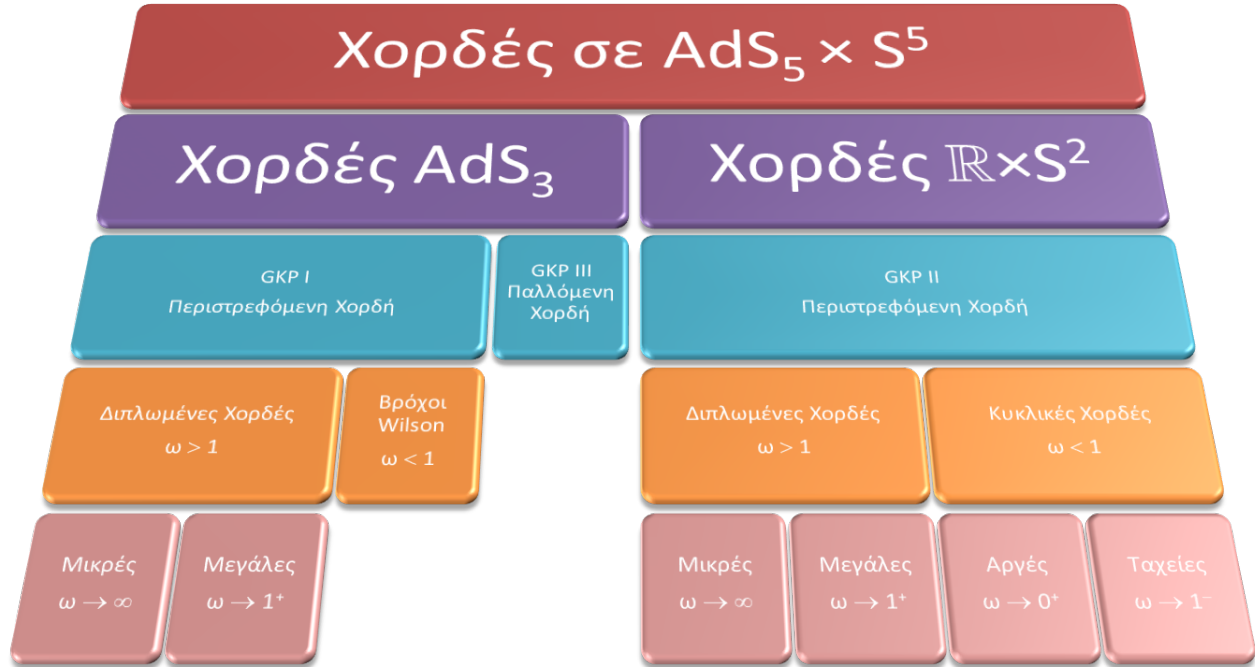 Χορδές σε AdS₅ × S⁵
Χορδές AdS₃
Χορδές ℝ×S²
GKP I
Περιστρεφόμενη Χορδή
GKP III
Παλλόμενη
Χορδή
GKP II
Περιστρεφόμενη Χορδή
Διπλωμένες Χορδές
ω > 1
Βρόχοι
Wilson
ω < 1
Διπλωμένες Χορδές
ω > 1
Κυκλικές Χορδές
ω < 1
Μικρές
ω → ∞
Μεγάλες
ω → 1⁺
Μικρές
ω → ∞
Μεγάλες
ω → 1⁺
Αργές
ω → 0⁺
Ταχείες
ω → 1⁻